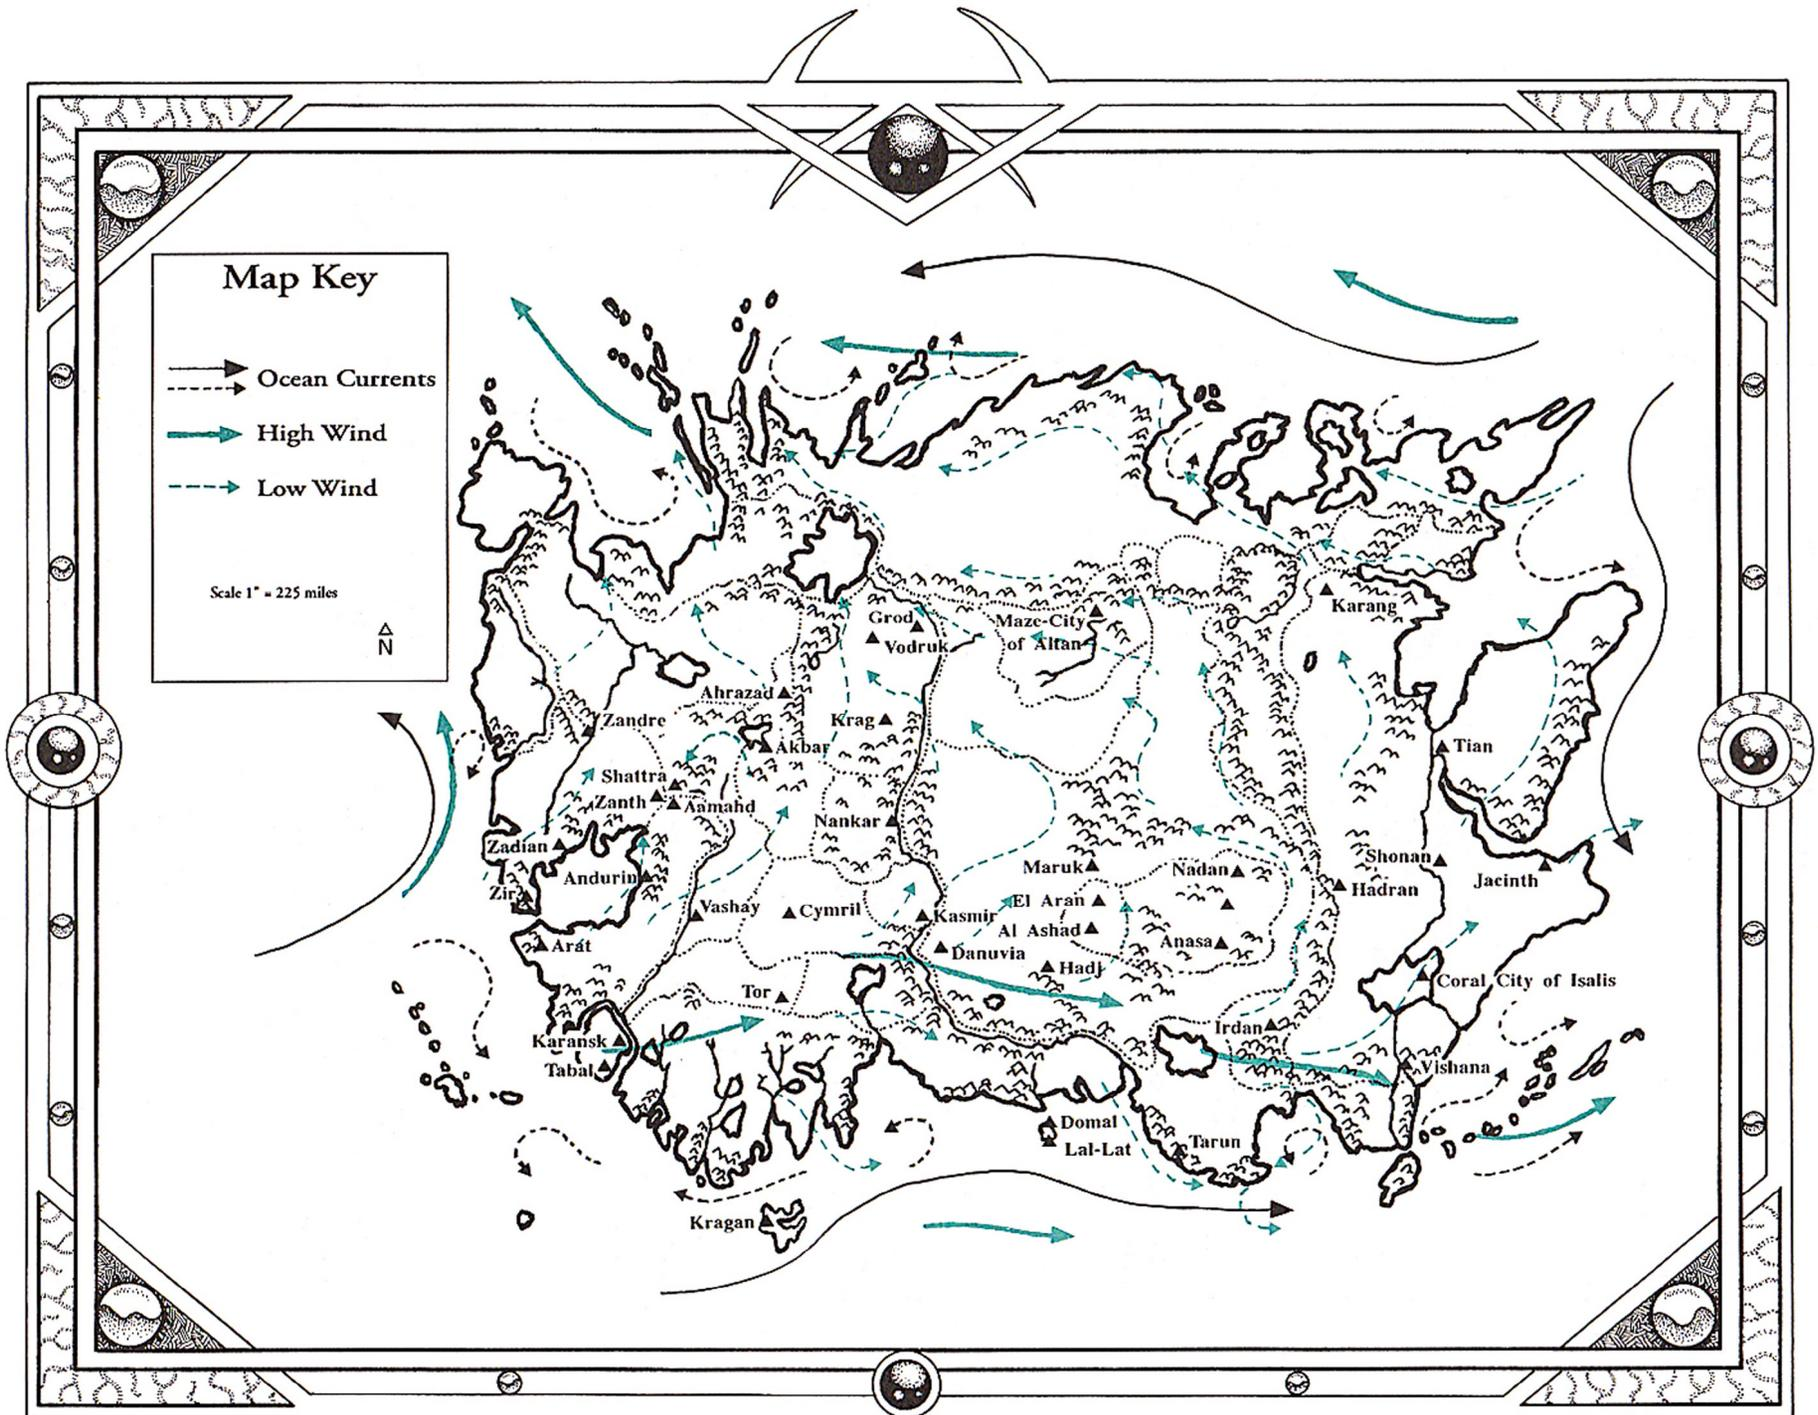 Map Key
Ocean Currents
High Wind
Low Wind
Scale 1" = 225 miles
N
Karang
Grod
Maze-City
of Altan
Vodruk
Ahrazad
Zandre
Krag
Akbar
Tian
Shattra
Zanth
Aamahd
Nankar
Zadian
Shonan
Maruk
Nadan
Jacinth
Andurin
Hadran
Zir
El Aran
Vashay
Cymril
Kasmir
Al Ashad
Arat
Anasa
Danuvia
Hadj
Coral City of Isalis
Tor
Irdan
Karansk
Tabal
Vishana
Domal
Lal-Lat
Tarun
Kragan